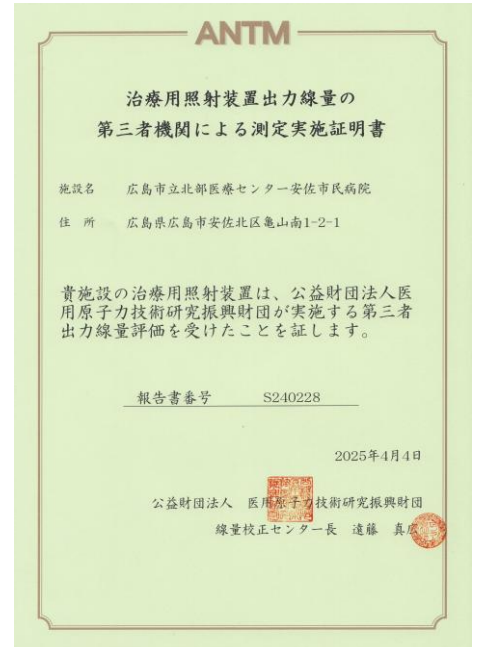 ANTM
治療用照射装置出力線量の
第三者機関による測定実施証明書
施設名 広島市立北部医療センター安佐市民病院
住 所 広島県広島市安佐北区亀山南1-2-1
貴施設の治療用照射装置は、公益財団法人医
用原子力技術研究振興財団が実施する第三者
出力線量評価を受けたことを証します。
報告書番号 S240228
2025年4月4日
公益財団法人 医用原子力技術研究振興財団
線量校正センター長 遠藤 真広